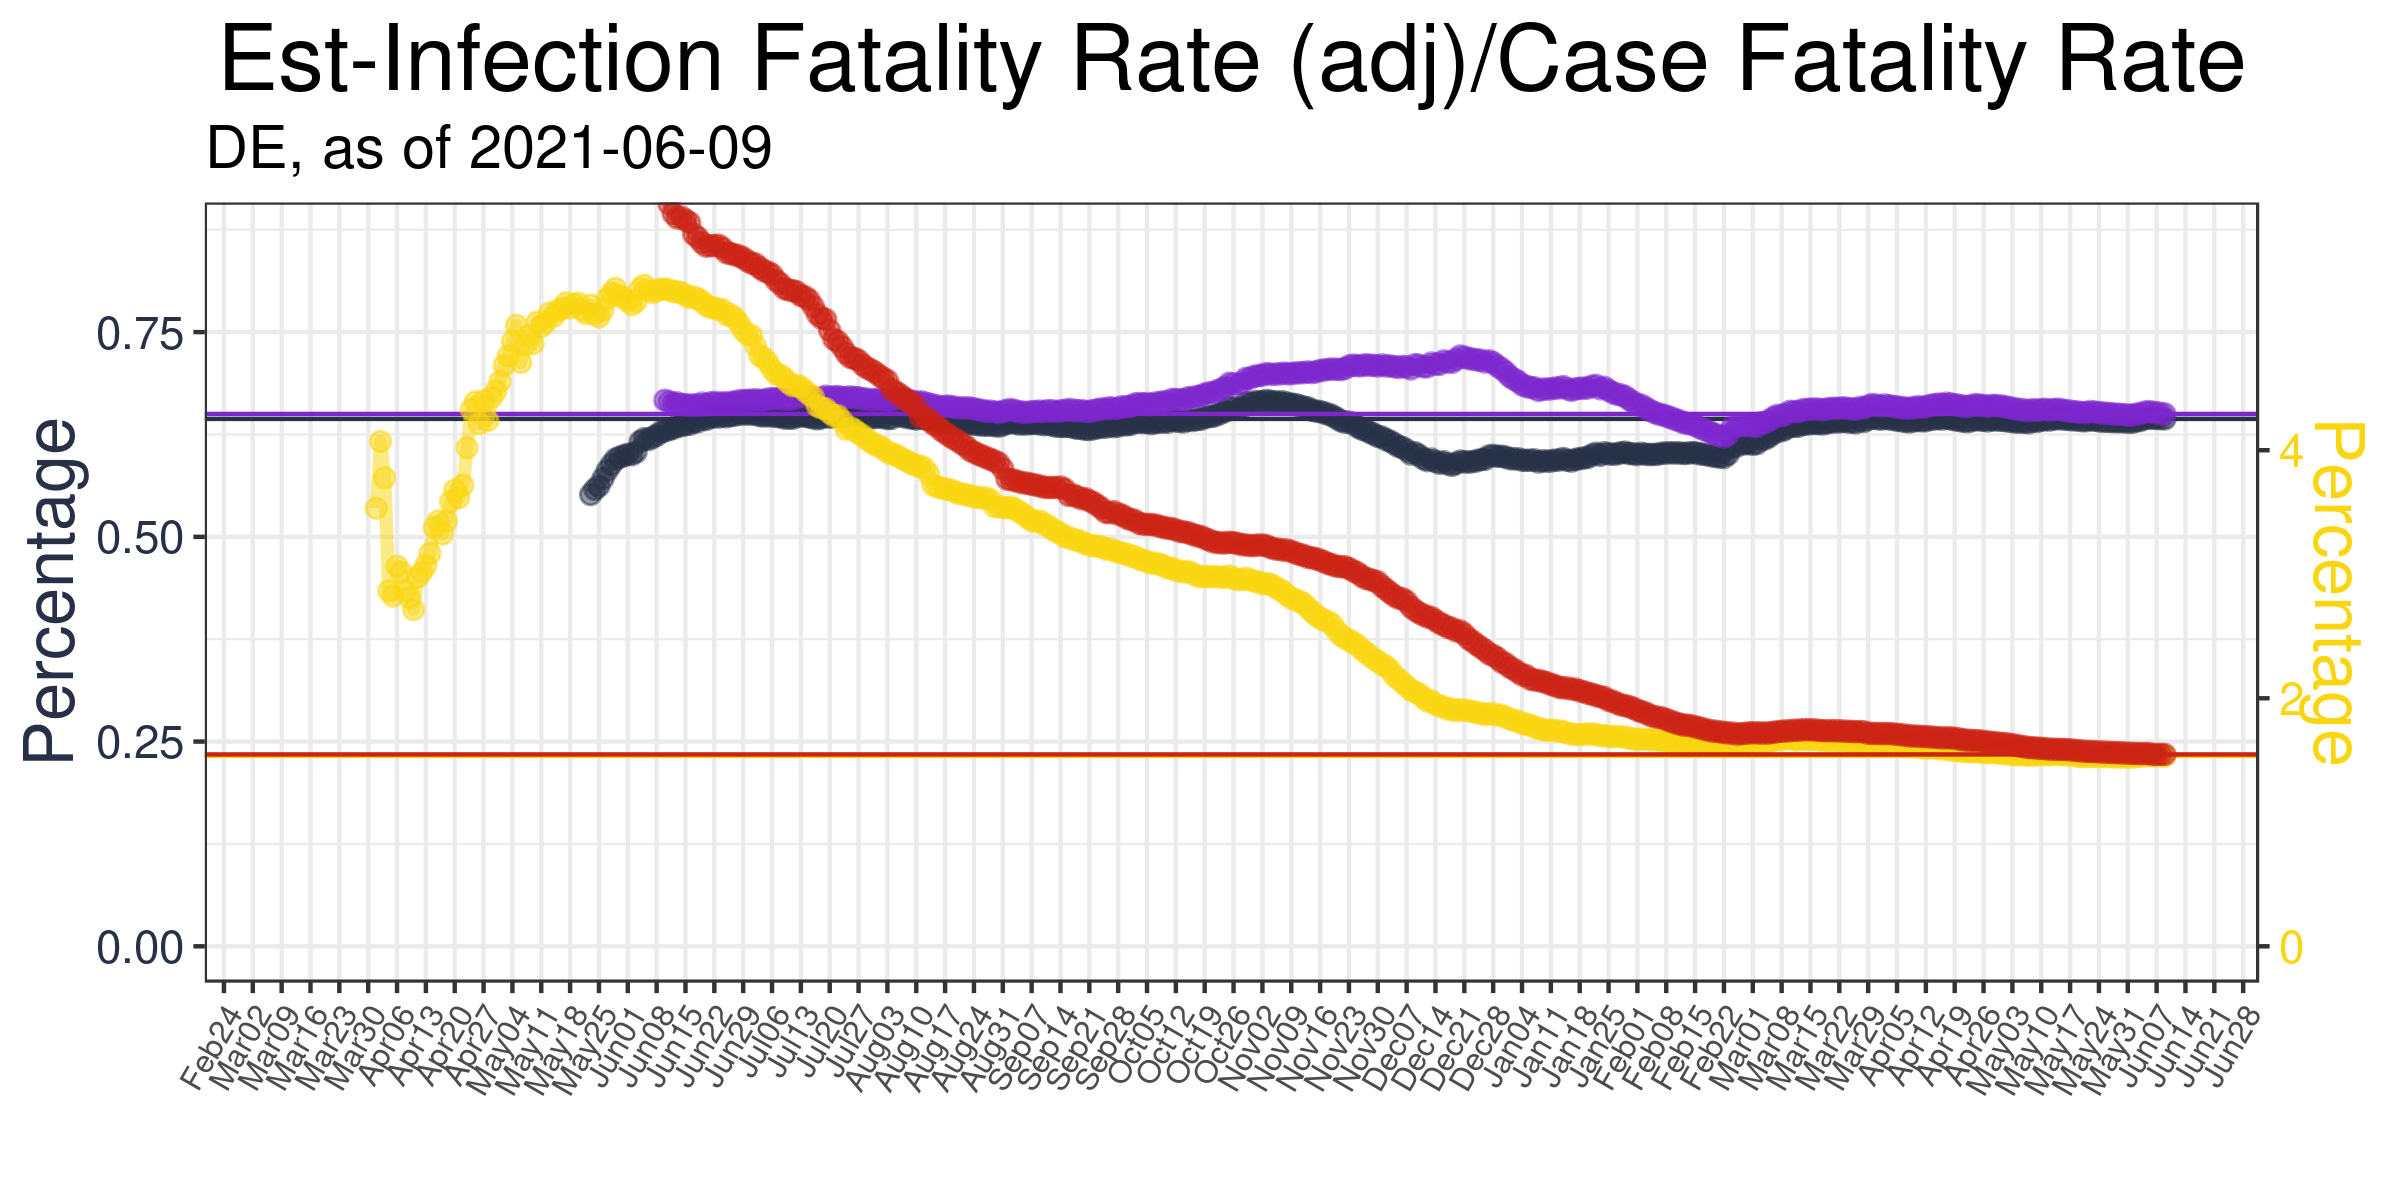 Est-Infection Fatality Rate (adj)/Case Fatality Rate
DE, as of 2021-06-09
Percentage
0.75
0.50
0.25
0.00
4
2
0
Percentage
Feb24
Mar02
Mar09
Mar16
Mar23
Mar30
Apr06
Apr13
Apr20
Apr27
May04
May11
May18
May25
Jun01
Jun08
Jun15
Jun22
Jun29
Jul06
Jul13
Jul20
Jul27
Aug03
Aug10
Aug17
Aug24
Aug31
Sep07
Sep14
Sep21
Sep28
Oct05
Oct12
Oct19
Oct26
Nov02
Nov09
Nov16
Nov23
Nov30
Dec07
Dec14
Dec21
Dec28
Jan04
Jan11
Jan18
Jan25
Feb01
Feb08
Feb15
Feb22
Mar01
Mar08
Mar15
Mar22
Mar29
Apr05
Apr12
Apr19
Apr26
May03
May10
May17
May24
May31
Jun07
Jun14
Jun21
Jun28